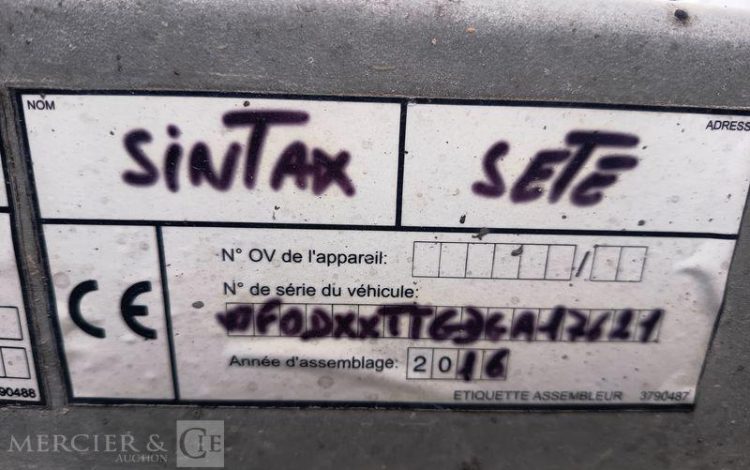 NOM
SiNTAX
ADRESS
SETE
CE
N° OV de l'appareil: /
N° de série du véhicule:
Année d'assemblage: 2016
ETIQUETTE ASSEMBLEUR 3790487
90488
MERCIER & CIE
AUCTION